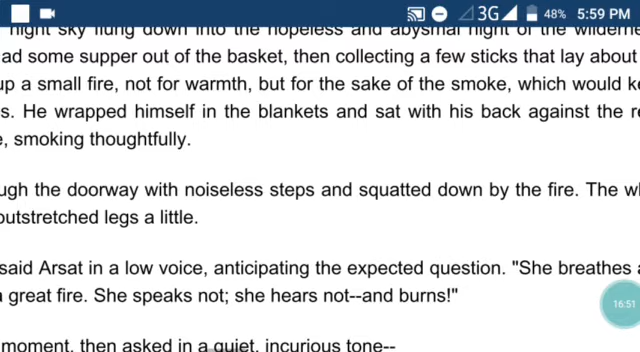 3G 48% 5:59 PM
night sky flung down into the hopeless and abysmal night of the
ad some supper out of the basket, then collecting a few sticks that lay about
up a small fire, not for warmth, but for the sake of the smoke, which would
s. He wrapped himself in the blankets and sat with his back against the
e, smoking thoughtfully.
ugh the doorway with noiseless steps and squatted down by the fire. The
outstretched legs a little.
said Arsat in a low voice, anticipating the expected question. "She breathes
a great fire. She speaks not; she hears not--and burns!"
16:51
moment, then asked in a quiet, incurious tone--